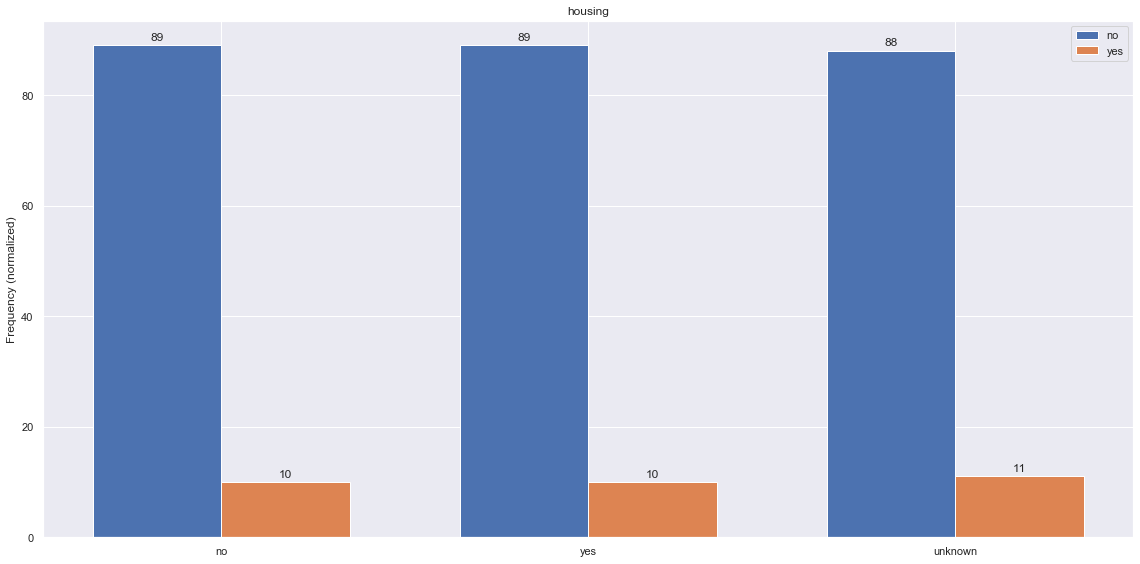 housing
no
yes
Frequency (normalized)
80
60
40
20
0
89
10
89
10
88
11
no
yes
unknown